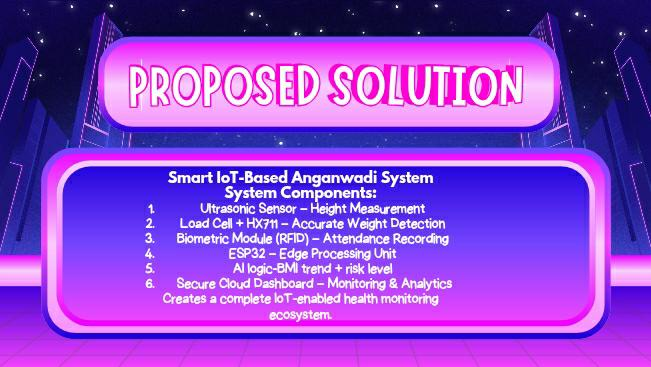 PROPOSED SOLUTION
Smart IoT-Based Anganwadi System
System Components:
1. Ultrasonic Sensor – Height Measurement
2. Load Cell + HX711 – Accurate Weight Detection
3. Biometric Module (RFID) – Attendance Recording
4. ESP32 – Edge Processing Unit
5. AI logic-BMI trend + risk level
6. Secure Cloud Dashboard – Monitoring & Analytics
Creates a complete IoT-enabled health monitoring
ecosystem.